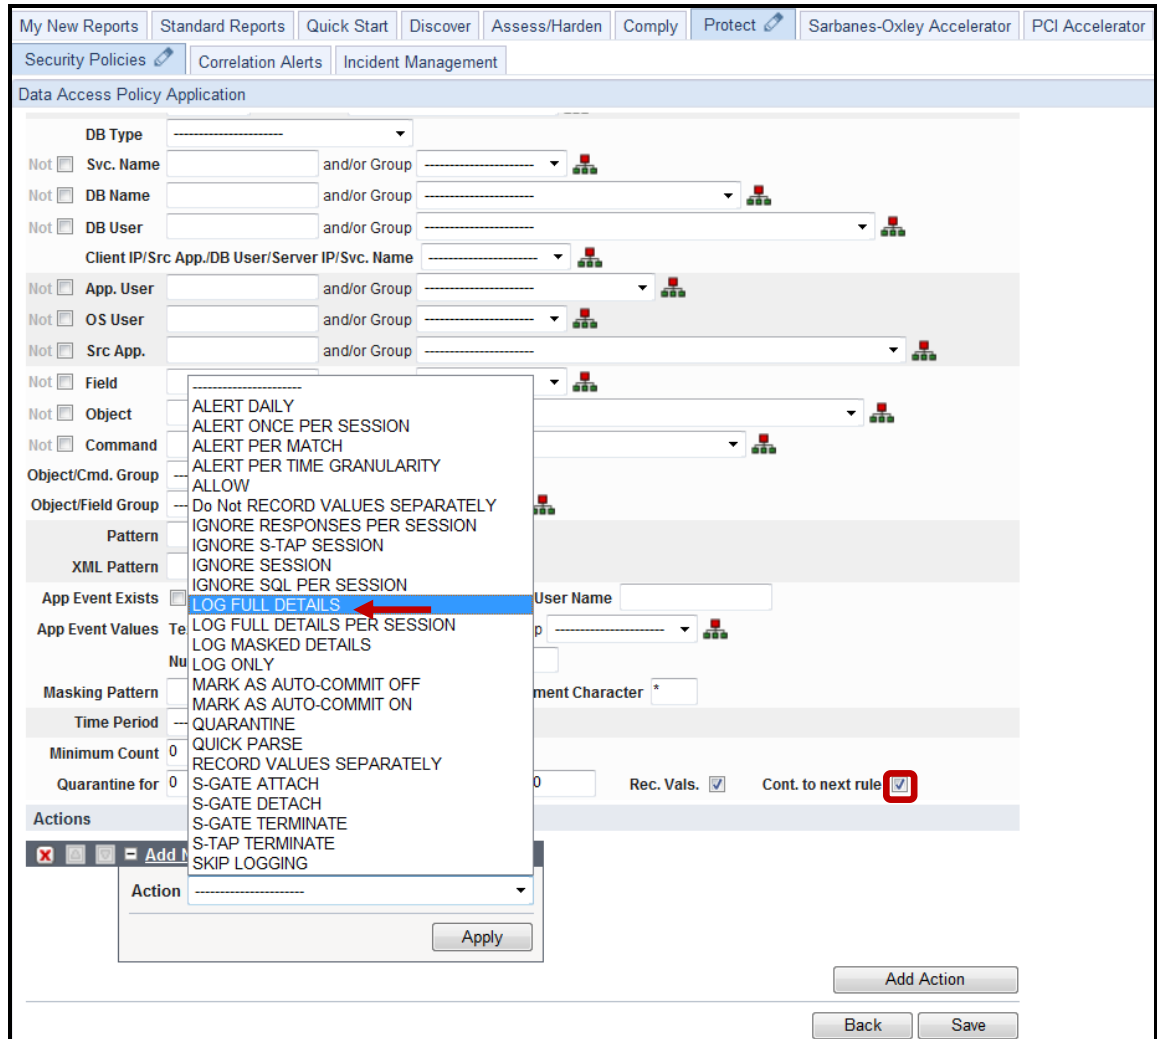 My New Reports Standard Reports Quick Start Discover Assess/Harden Comply Protect Sarbanes-Oxley Accelerator PCI Accelerator
Security Policies Correlation Alerts Incident Management
Data Access Policy Application
DB Type ----------------------
Not Svc. Name and/or Group ----------------------
Not DB Name and/or Group ----------------------
Not DB User and/or Group ----------------------
Client IP/Src App./DB User/Server IP/Svc. Name ----------------------
Not App. User and/or Group ----------------------
Not OS User and/or Group ----------------------
Not Src App. and/or Group ----------------------
Not Field
Not Object
Not Command
Object/Cmd. Group ---
Object/Field Group ---
Pattern
XML Pattern
App Event Exists User Name
App Event Values Te p ----------------------
Nu
Masking Pattern ment Character *
Time Period ---
Minimum Count 0
Quarantine for 0 0 Rec. Vals. Cont. to next rule
----------------------
ALERT DAILY
ALERT ONCE PER SESSION
ALERT PER MATCH
ALERT PER TIME GRANULARITY
ALLOW
Do Not RECORD VALUES SEPARATELY
IGNORE RESPONSES PER SESSION
IGNORE S-TAP SESSION
IGNORE SESSION
IGNORE SQL PER SESSION
LOG FULL DETAILS
LOG FULL DETAILS PER SESSION
LOG MASKED DETAILS
LOG ONLY
MARK AS AUTO-COMMIT OFF
MARK AS AUTO-COMMIT ON
QUARANTINE
QUICK PARSE
RECORD VALUES SEPARATELY
S-GATE ATTACH
S-GATE DETACH
S-GATE TERMINATE
S-TAP TERMINATE
SKIP LOGGING
Actions
Add N
Action ----------------------
Apply
Add Action
Back Save